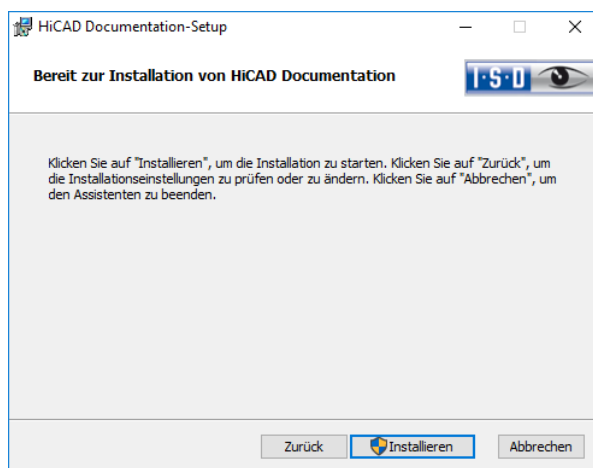 HiCAD Documentation-Setup
Bereit zur Installation von HiCAD Documentation
I·S·D
Klicken Sie auf "Installieren", um die Installation zu starten. Klicken Sie auf "Zurück", um
die Installationseinstellungen zu prüfen oder zu ändern. Klicken Sie auf "Abbrechen", um
den Assistenten zu beenden.
Zurück Installieren Abbrechen